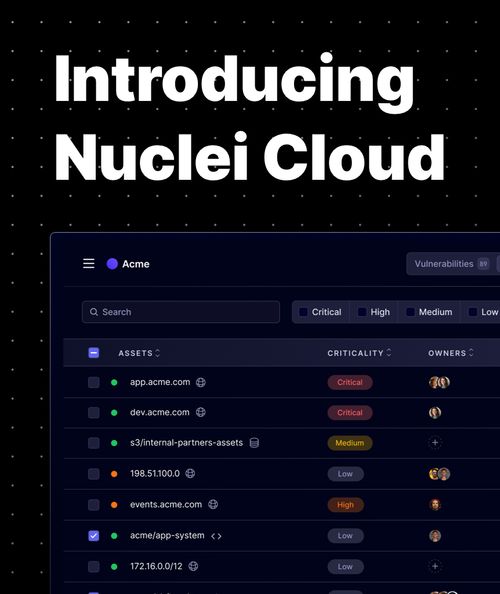 Introducing
Nuclei Cloud
Acme
Vulnerabilities 89
Search
Critical High Medium Low
ASSETS CRITICALITY OWNERS
app.acme.com Critical
dev.acme.com Critical
s3/internal-partners-assets Medium
198.51.100.0 Low
events.acme.com High
acme/app-system Low
172.16.0.0/12 Low